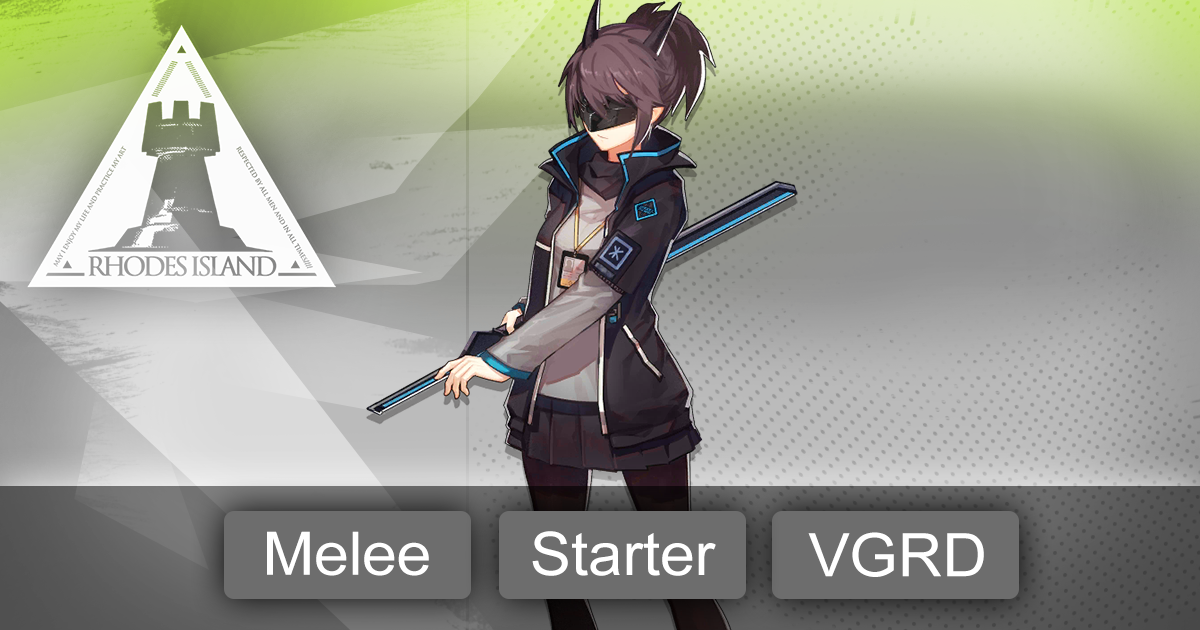 MAY I ENJOY MY LIFE AND PRACTICE MY ART
RESPECTED BY ALL MEN AND IN ALL TIMES!!!
RHODES ISLAND
Melee
Starter
VGRD